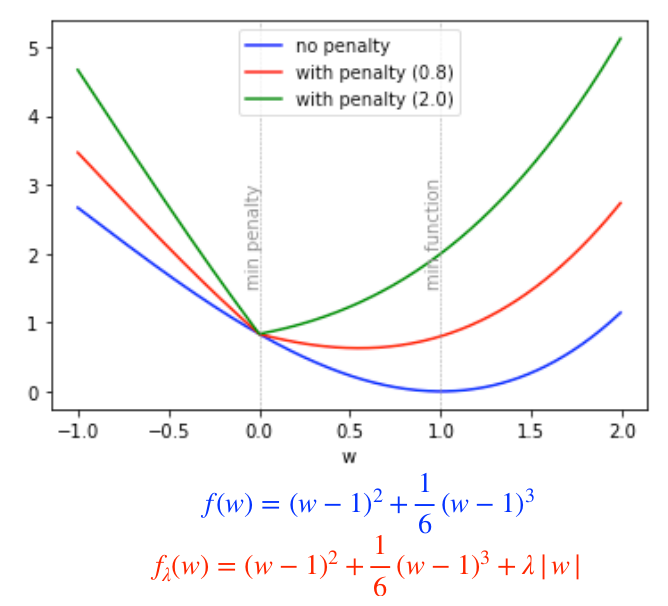 no penalty
with penalty (0.8)
with penalty (2.0)
5
4
3
2
1
0
min penalty
min function
−1.0 −0.5 0.0 0.5 1.0 1.5 2.0
w
f(w) = (w − 1)² + 1/6 (w − 1)³
f_λ(w) = (w − 1)² + 1/6 (w − 1)³ + λ|w|